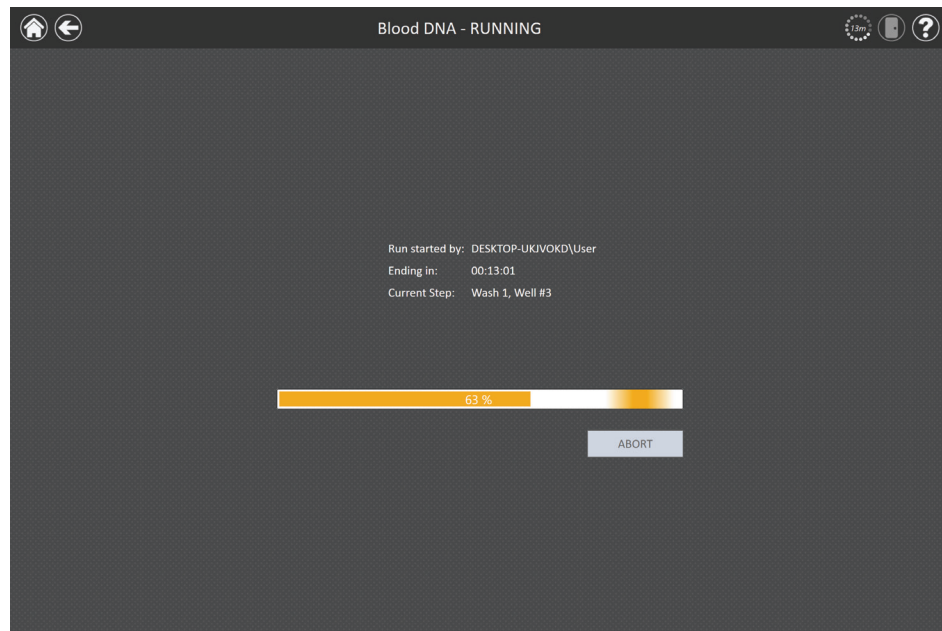 Blood DNA - RUNNING
13m
?
Run started by: DESKTOP-UKJVOKD\User
Ending in: 00:13:01
Current Step: Wash 1, Well #3
63 %
ABORT